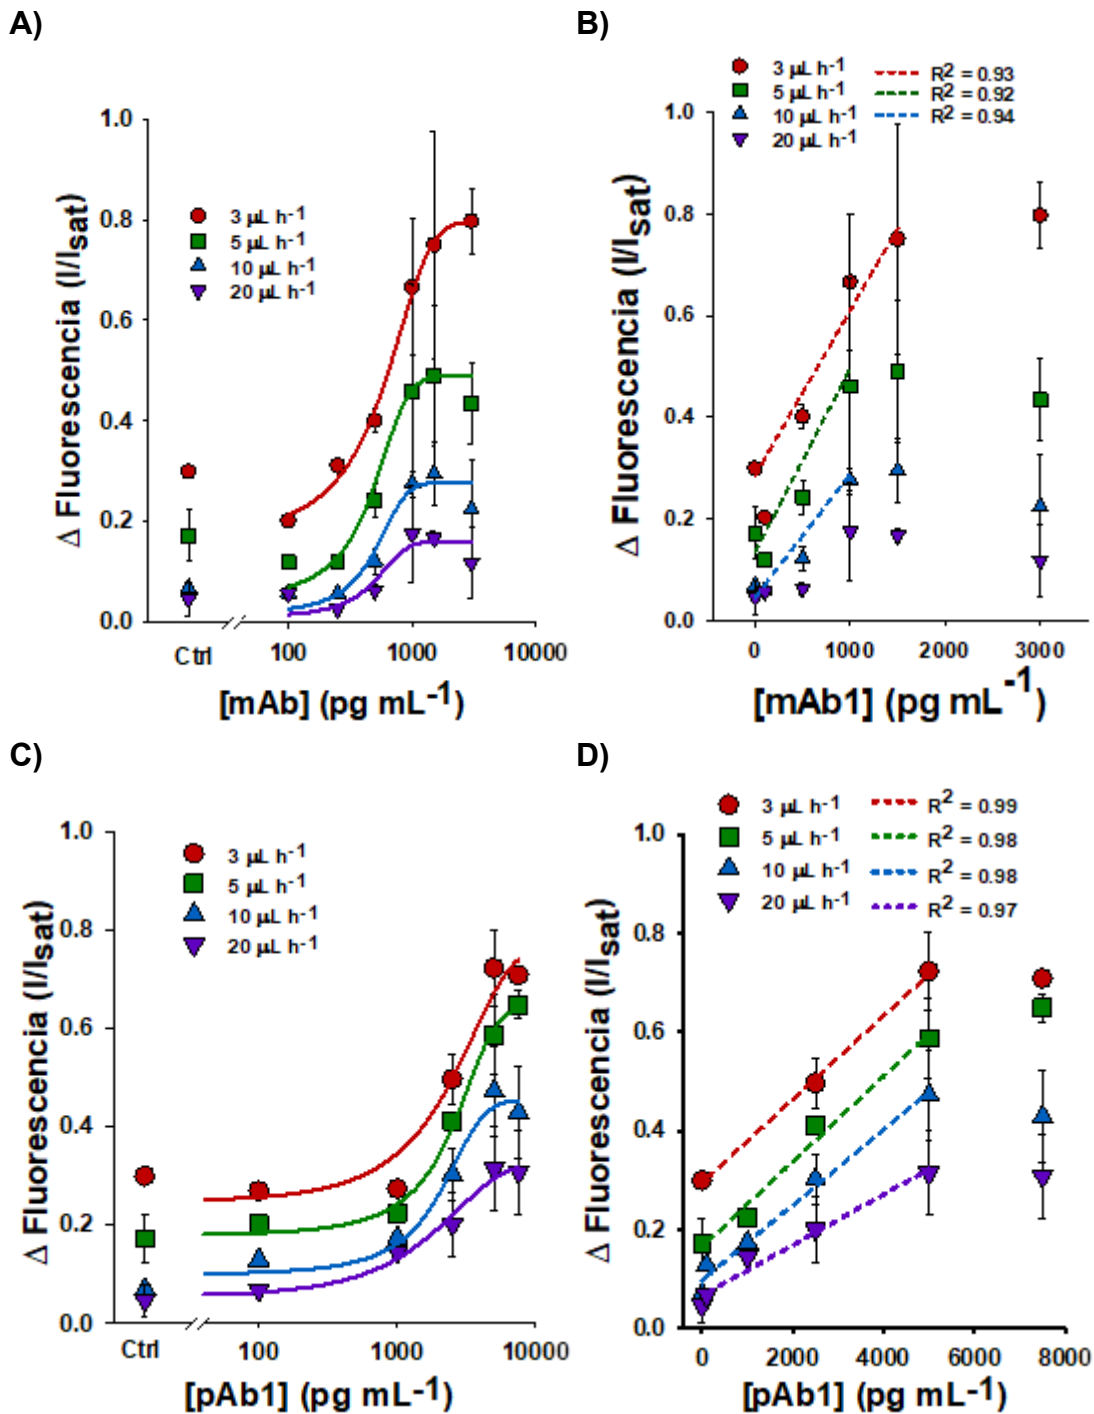 A)
B)
3 µL h-1
5 µL h-1
10 µL h-1
20 µL h-1
R2 = 0.93
R2 = 0.92
R2 = 0.94
1.0
0.8
0.6
0.4
0.2
0.0
Δ Fluorescencia (I/Isat)
3 µL h-1
5 µL h-1
10 µL h-1
20 µL h-1
Ctrl
100
1000
10000
[mAb] (pg mL-1)
1.0
0.8
0.6
0.4
0.2
0.0
Δ Fluorescencia (I/Isat)
0
1000
2000
3000
[mAb1] (pg mL-1)
C)
D)
1.0
0.8
0.6
0.4
0.2
0.0
Δ Fluorescencia (I/Isat)
3 µL h-1
5 µL h-1
10 µL h-1
20 µL h-1
Ctrl
100
1000
10000
[pAb1] (pg mL-1)
3 µL h-1
5 µL h-1
10 µL h-1
20 µL h-1
R2 = 0.99
R2 = 0.98
R2 = 0.98
R2 = 0.97
1.0
0.8
0.6
0.4
0.2
0.0
Δ Fluorescencia (I/Isat)
0
2000
4000
6000
8000
[pAb1] (pg mL-1)